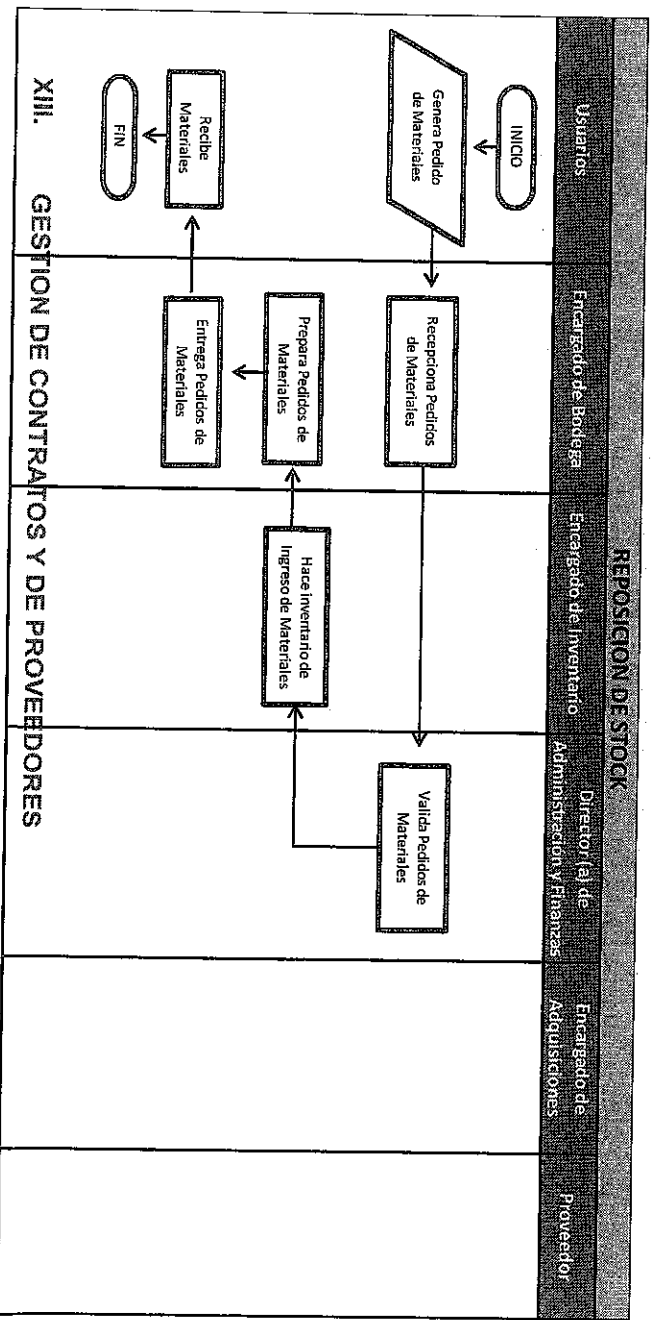 REPOSICION DE STOCK
Usuarios
Encargado de Bodega
Encargado de Inventario
Director (a) de
Administración y Finanzas
Encargado de
Adquisiciones
Proveedor
INICIO
Genera Pedido
de Materiales
Recepciona Pedidos
de Materiales
Valida Pedidos de
Materiales
Hace inventario de
Ingreso de Materiales
Prepara Pedidos de
Materiales
Entrega Pedidos de
Materiales
Recibe
Materiales
FIN
XIII. GESTION DE CONTRATOS Y DE PROVEEDORES